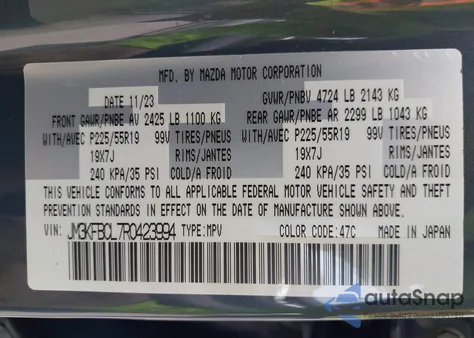 MFD. BY MAZDA MOTOR CORPORATION
DATE 11/23 GVWR/PNBV 4724 LB 2143 KG
FRONT GAWR/PNBE AV 2425 LB 1100 KG REAR GAWR/PNBE AR 2299 LB 1043 KG
WITH/AVEC P225/55R19 99V TIRES/PNEUS WITH/AVEC P225/55R19 99V TIRES/PNEUS
19X7J RIMS/JANTES 19X7J RIMS/JANTES
240 KPA/35 PSI COLD/A FROID 240 KPA/35 PSI COLD/A FROID
THIS VEHICLE CONFORMS TO ALL APPLICABLE FEDERAL MOTOR VEHICLE SAFETY AND THEFT
PREVENTION STANDARDS IN EFFECT ON THE DATE OF MANUFACTURE SHOWN ABOVE.
VIN: JM3KFBCL7R0423994 TYPE:MPV COLOR CODE:47C MADE IN JAPAN
autoSnap